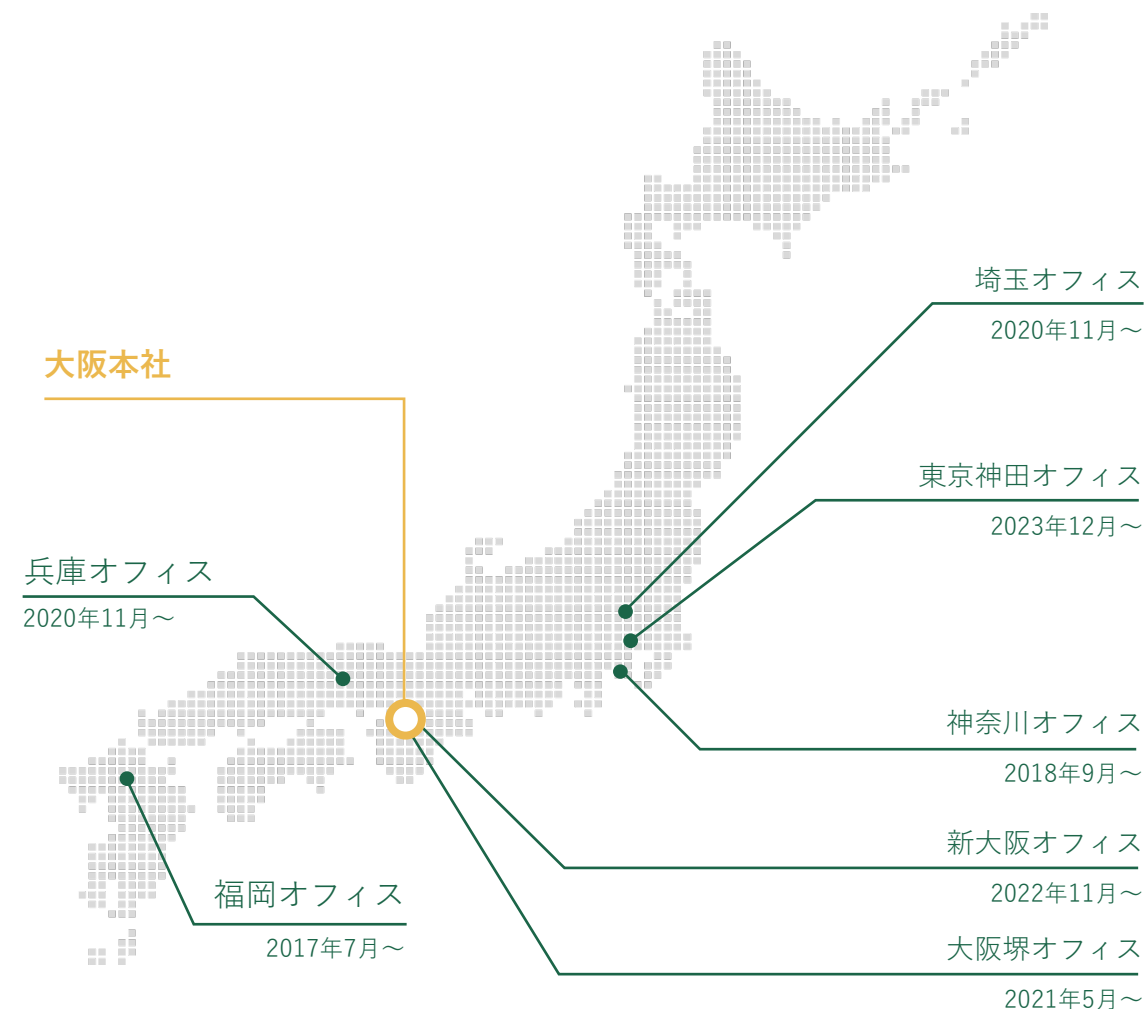 埼玉オフィス
2020年11月～
大阪本社
東京神田オフィス
2023年12月～
兵庫オフィス
2020年11月～
神奈川オフィス
2018年9月～
新大阪オフィス
2022年11月～
福岡オフィス
2017年7月～
大阪堺オフィス
2021年5月～